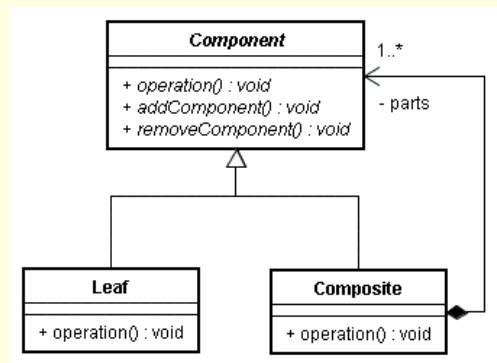 Component
+ operation() : void
+ addComponent() : void
+ removeComponent() : void
1..*
- parts
Leaf
+ operation() : void
Composite
+ operation() : void